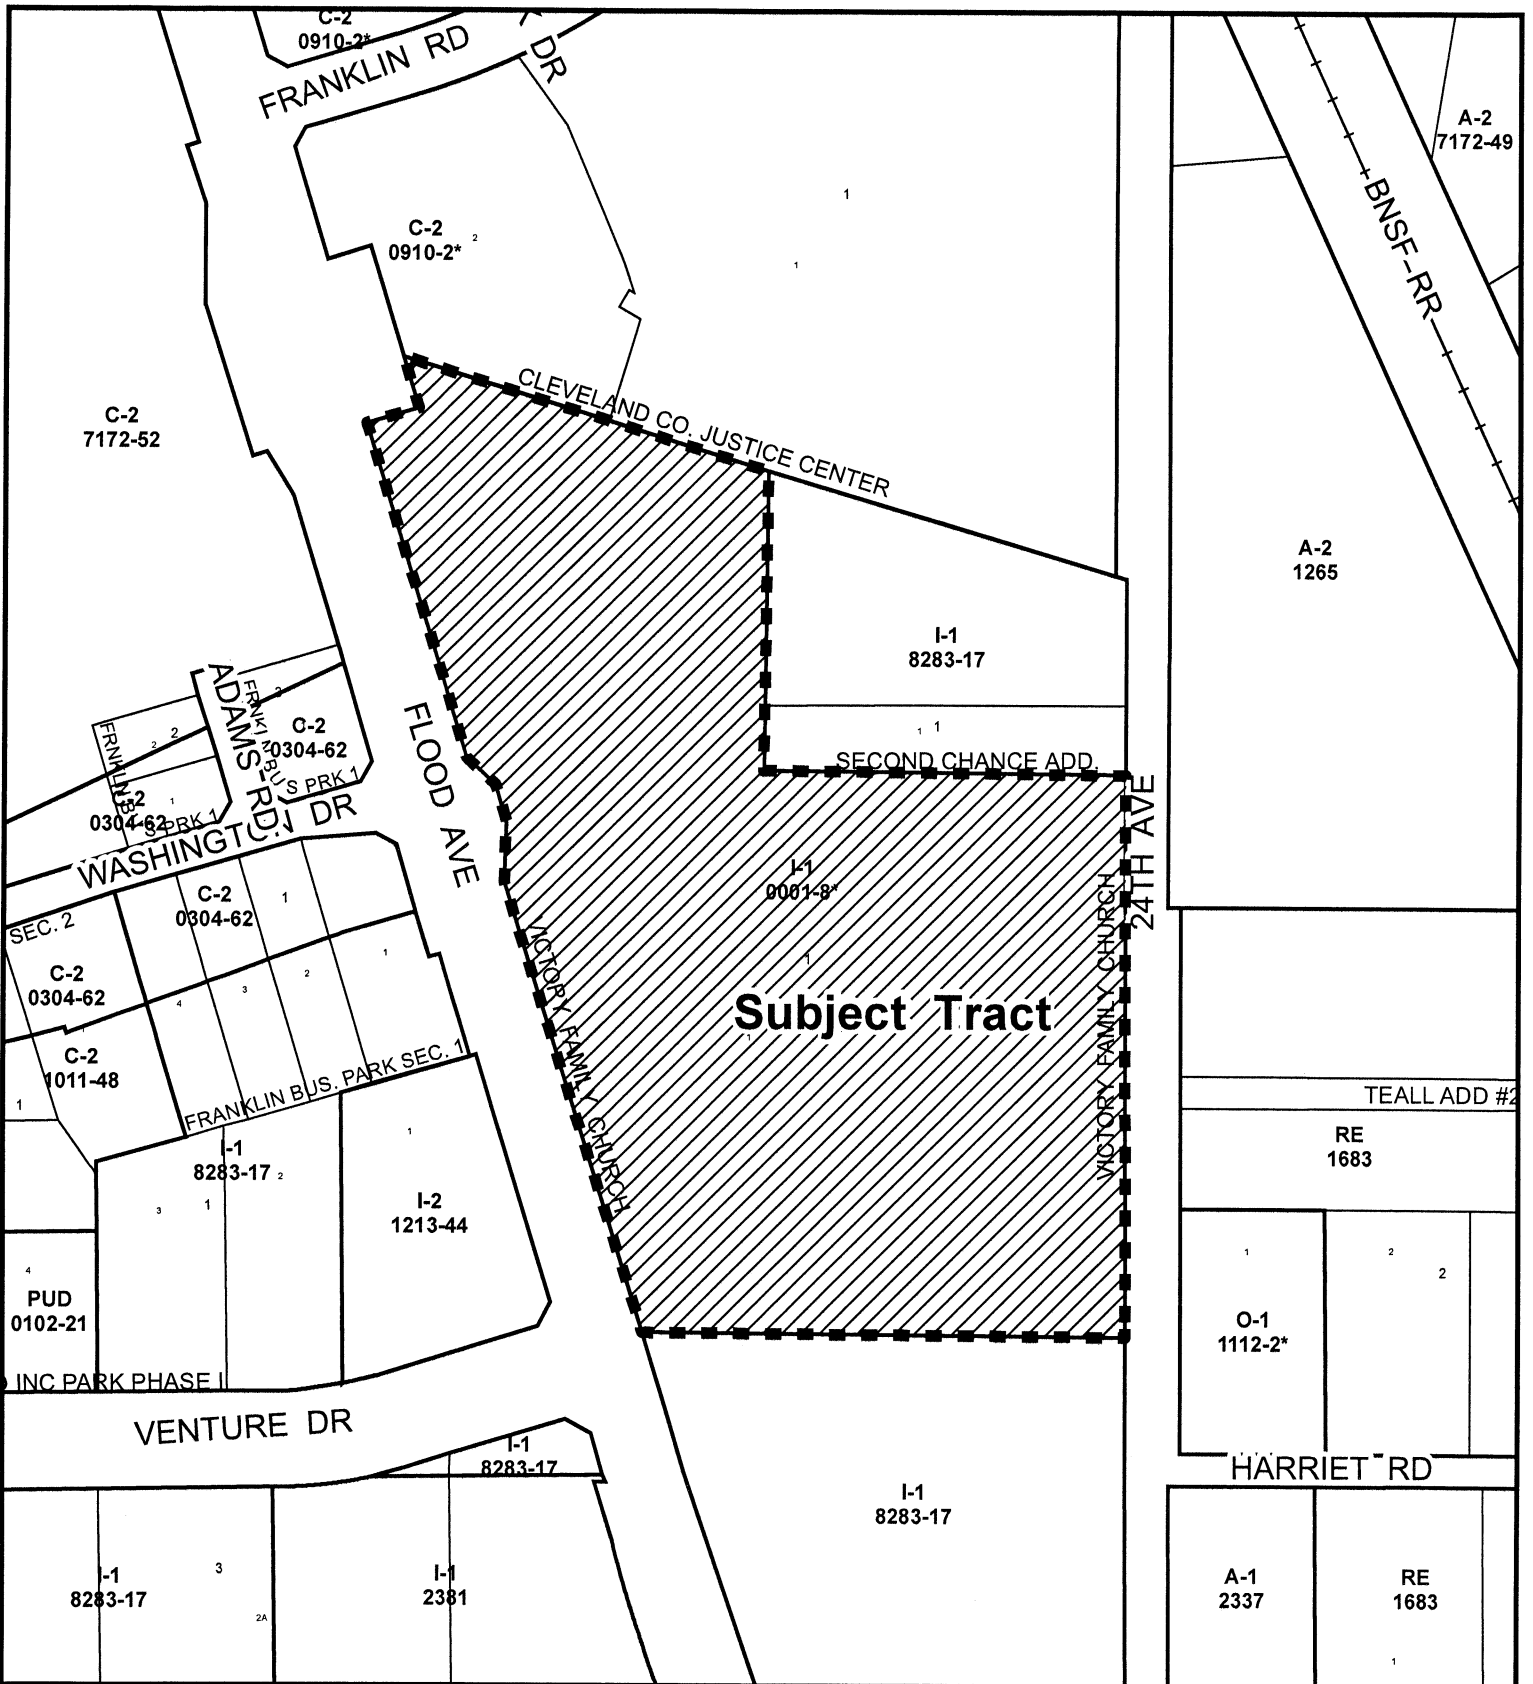 C-2
0910-2*
FRANKLIN RD
DR
A-2
7172-49
1
BNSF-RR
C-2
0910-2*
2
1
CLEVELAND CO. JUSTICE CENTER
C-2
7172-52
A-2
1265
I-1
8283-17
ADAMS-RD
3
C-2
0304-62
2
2
FLOOD AVE
1
1
SECOND CHANCE ADD.
S PRK 1
1
C-2
0304-62
S PRK 1
WASHINGTON DR
24TH AVE
I-1
0001-8*
C-2
0304-62
1
SEC. 2
VICTORY FAMILY CHURCH
VICTORY FAMILY CHURCH
C-2
0304-62
4
3
2
1
1
Subject Tract
1
C-2
1011-48
1
FRANKLIN BUS. PARK SEC. 1
TEALL ADD #2
1
I-1
8283-17
2
3
1
I-2
1213-44
RE
1683
4
PUD
0102-21
1
2
2
O-1
1112-2*
INC PARK PHASE I
VENTURE DR
I-1
8283-17
HARRIET RD
I-1
8283-17
I-1
8283-17
3
2A
I-1
2381
A-1
2337
RE
1683
1